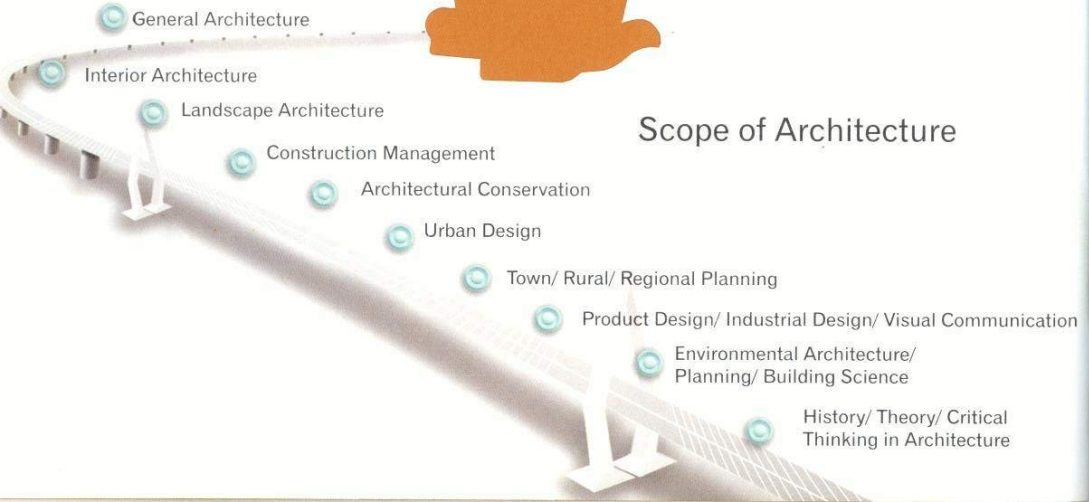 General Architecture
Interior Architecture
Landscape Architecture
Scope of Architecture
Construction Management
Architectural Conservation
Urban Design
Town/ Rural/ Regional Planning
Product Design/ Industrial Design/ Visual Communication
Environmental Architecture/
Planning/ Building Science
History/ Theory/ Critical
Thinking in Architecture